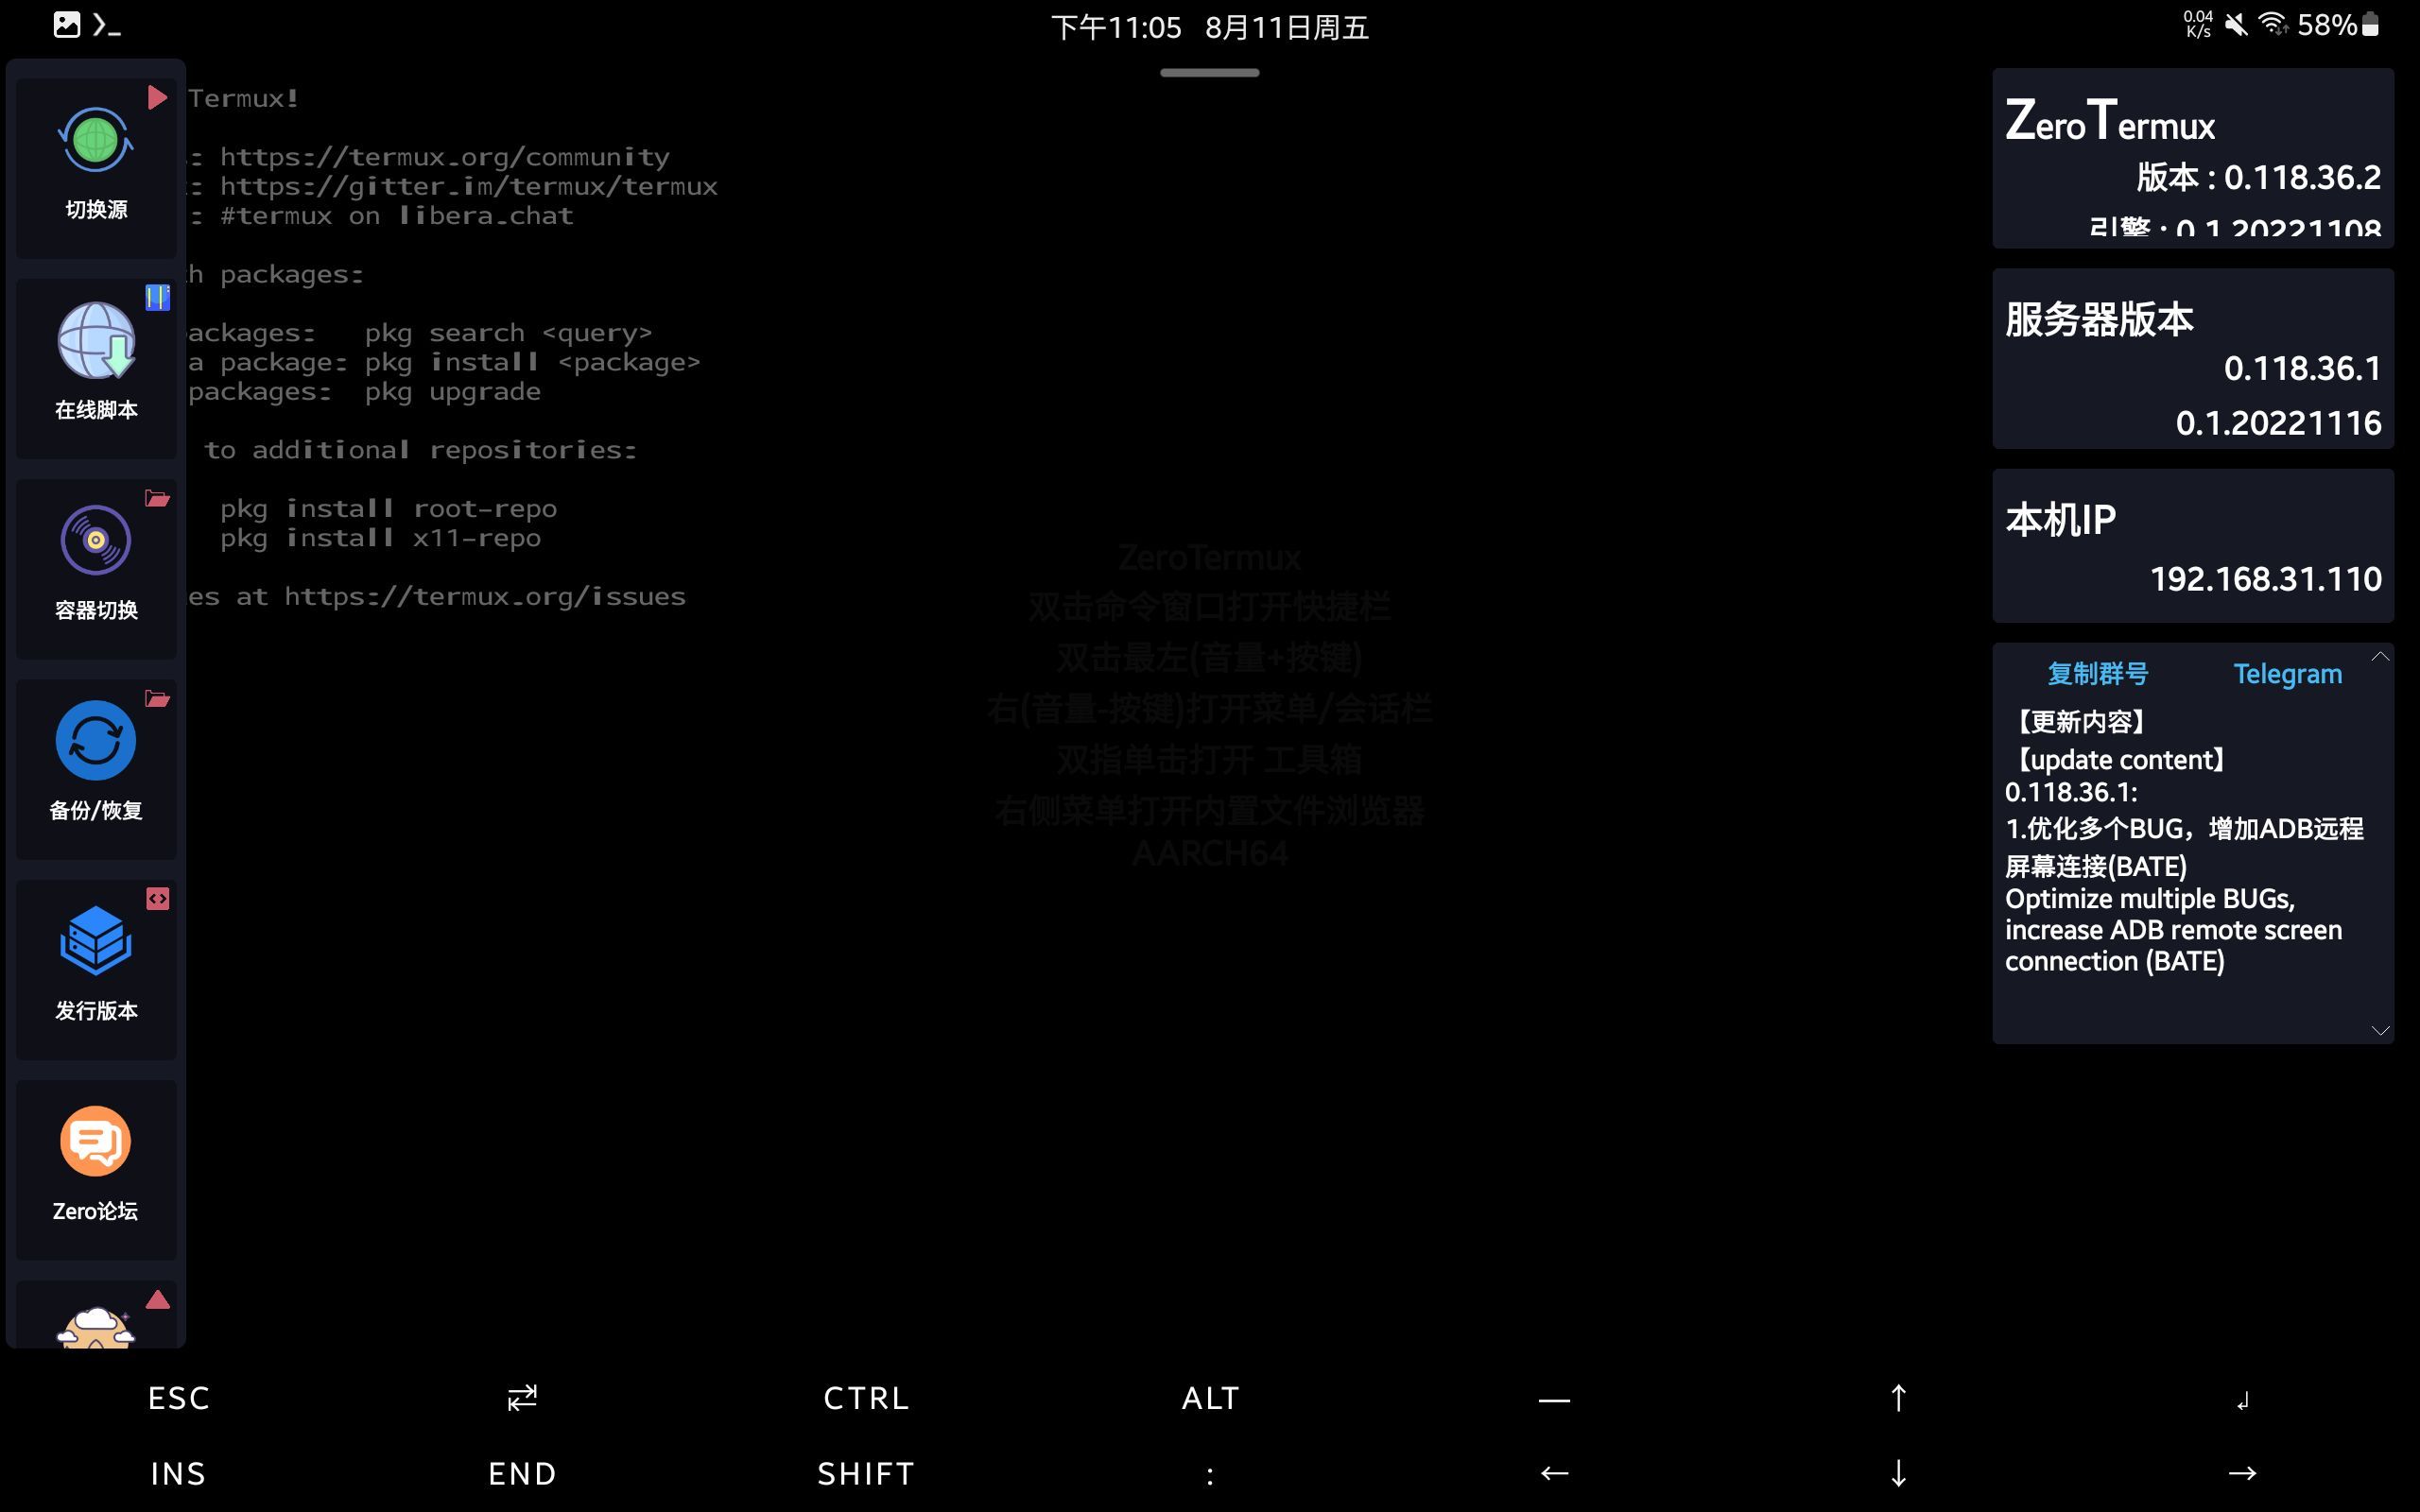 下午11:05 8月11日周五
0.04 K/s 58%
切换源
在线脚本
容器切换
备份/恢复
发行版本
Zero论坛
Termux!
: https://termux.org/community
: https://gitter.im/termux/termux
: #termux on libera.chat
h packages:
ackages: pkg search <query>
a package: pkg install <package>
packages: pkg upgrade
to additional repositories:
pkg install root-repo
pkg install x11-repo
es at https://termux.org/issues
ZeroTermux
双击命令窗口打开快捷栏
双击最左(音量+按键)
右(音量-按键)打开菜单/会话栏
双指单击打开 工具箱
右侧菜单打开内置文件浏览器
AARCH64
ZeroTermux
版本 : 0.118.36.2
引擎 : 0.1.20221108
服务器版本
0.118.36.1
0.1.20221116
本机IP
192.168.31.110
复制群号 Telegram
【更新内容】
【update content】
0.118.36.1:
1.优化多个BUG，增加ADB远程
屏幕连接(BATE)
Optimize multiple BUGs,
increase ADB remote screen
connection (BATE)
ESC ⇄ CTRL ALT — ↑ ↲
INS END SHIFT : ← ↓ →